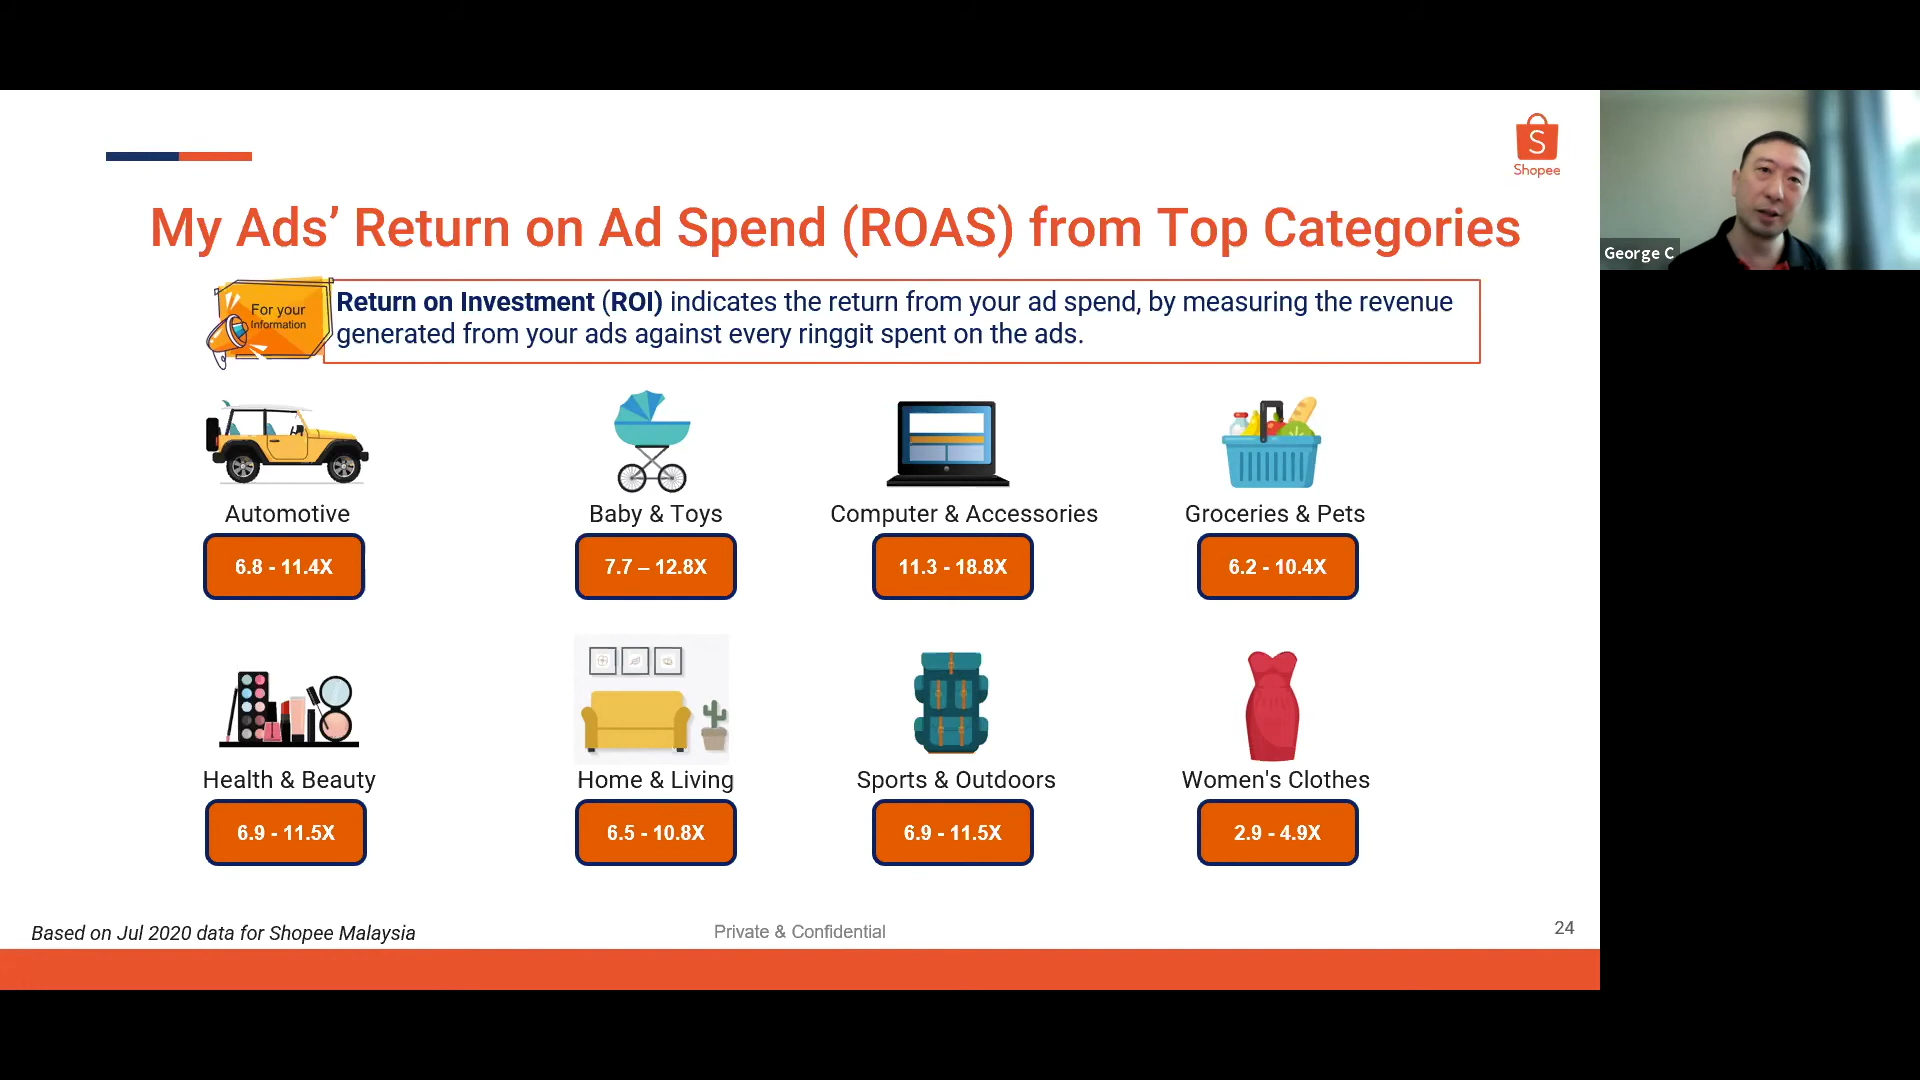 S
Shopee
George C
My Ads’ Return on Ad Spend (ROAS) from Top Categories
For your
Information
Return on Investment (ROI) indicates the return from your ad spend, by measuring the revenue
generated from your ads against every ringgit spent on the ads.
Automotive
6.8 - 11.4X
Baby & Toys
7.7 – 12.8X
Computer & Accessories
11.3 - 18.8X
Groceries & Pets
6.2 - 10.4X
Health & Beauty
6.9 - 11.5X
Home & Living
6.5 - 10.8X
Sports & Outdoors
6.9 - 11.5X
Women's Clothes
2.9 - 4.9X
Based on Jul 2020 data for Shopee Malaysia
Private & Confidential
24